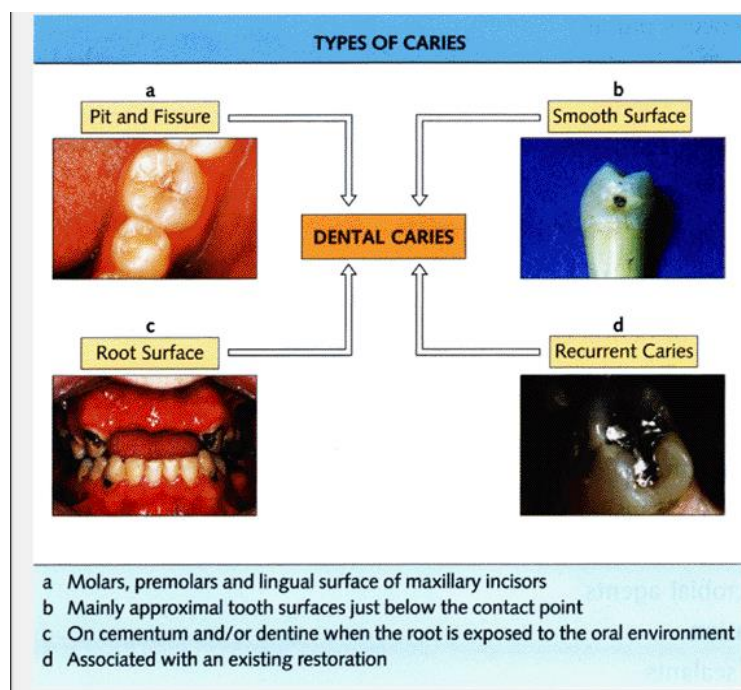 TYPES OF CARIES
a
Pit and Fissure
b
Smooth Surface
DENTAL CARIES
c
Root Surface
d
Recurrent Caries
a Molars, premolars and lingual surface of maxillary incisors
b Mainly approximal tooth surfaces just below the contact point
c On cementum and/or dentine when the root is exposed to the oral environment
d Associated with an existing restoration